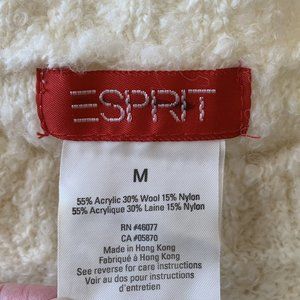 ESPRIT
M
55% Acrylic 30% Wool 15% Nylon
55% Acrylique 30% Laine 15% Nylon
RN #46077
CA #05870
Made in Hong Kong
Fabriqué à Hong Kong
See reverse for care instructions
Voir au dos pour instructions
d'entretien